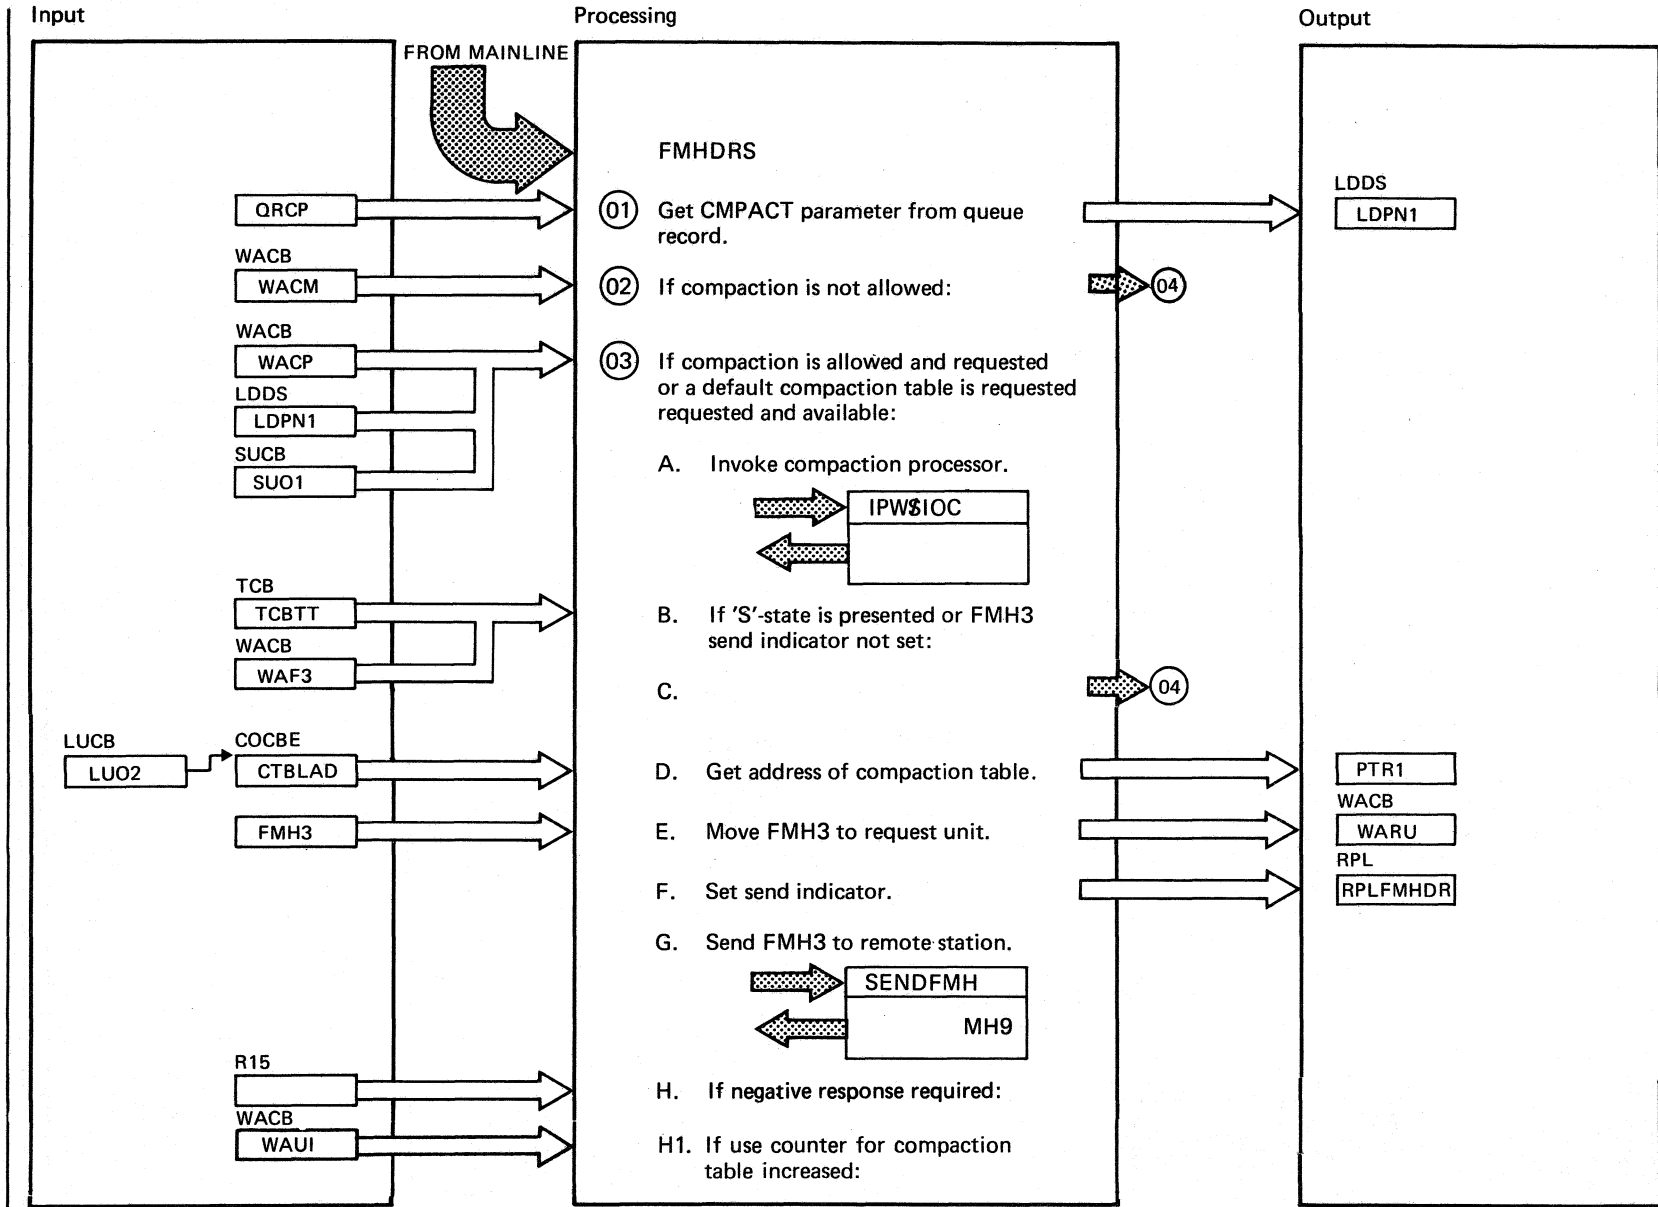 Input
Processing
Output
FROM MAINLINE
FMHDRS
QRCP
01 Get CMPACT parameter from queue
record.
LDDS
LDPN1
WACB
WACM
02 If compaction is not allowed:
04
WACB
WACP
LDDS
LDPN1
SUCB
SUO1
03 If compaction is allowed and requested
or a default compaction table is requested
requested and available:
A. Invoke compaction processor.
IPW$IOC
TCB
TCBTT
WACB
WAF3
B. If 'S'-state is presented or FMH3
send indicator not set:
C.
04
LUCB
LUO2
COCBE
CTBLAD
D. Get address of compaction table.
PTR1
FMH3
E. Move FMH3 to request unit.
WACB
WARU
F. Set send indicator.
RPL
RPLFMHDR
G. Send FMH3 to remote station.
SENDFMH
MH9
R15
H. If negative response required:
WACB
WAUI
H1. If use counter for compaction
table increased: